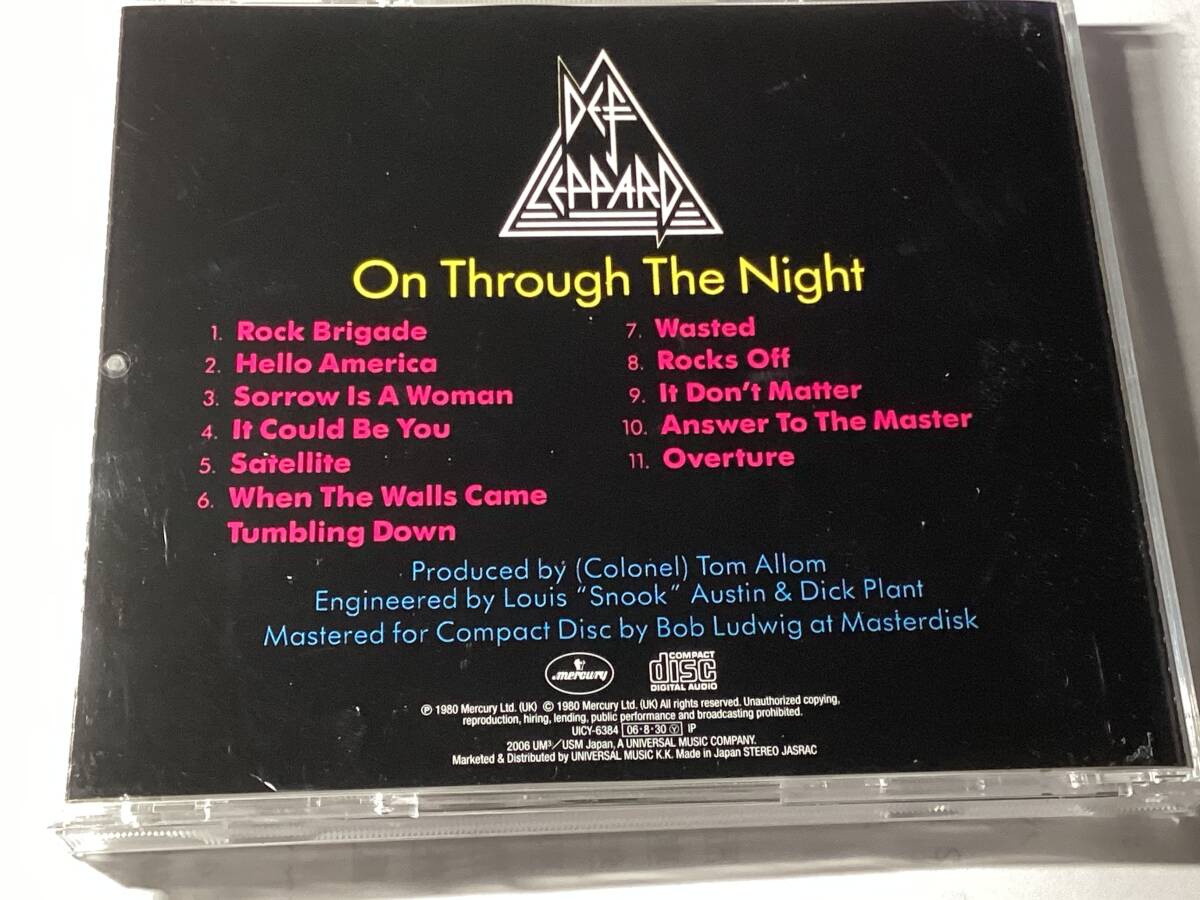 DEF
LEPPARD
On Through The Night
1. Rock Brigade
2. Hello America
3. Sorrow Is A Woman
4. It Could Be You
5. Satellite
6. When The Walls Came
Tumbling Down
7. Wasted
8. Rocks Off
9. It Don't Matter
10. Answer To The Master
11. Overture
Produced by (Colonel) Tom Allom
Engineered by Louis "Snook" Austin & Dick Plant
Mastered for Compact Disc by Bob Ludwig at Masterdisk
mercury
COMPACT
disc
DIGITAL AUDIO
℗ 1980 Mercury Ltd. (UK) © 1980 Mercury Ltd. (UK) All rights reserved. Unauthorized copying,
reproduction, hiring, lending, public performance and broadcasting prohibited.
UICY-6384 06・8・30 Ⓨ IP
2006 UM³/USM Japan, A UNIVERSAL MUSIC COMPANY.
Marketed & Distributed by UNIVERSAL MUSIC K.K. Made in Japan STEREO JASRAC